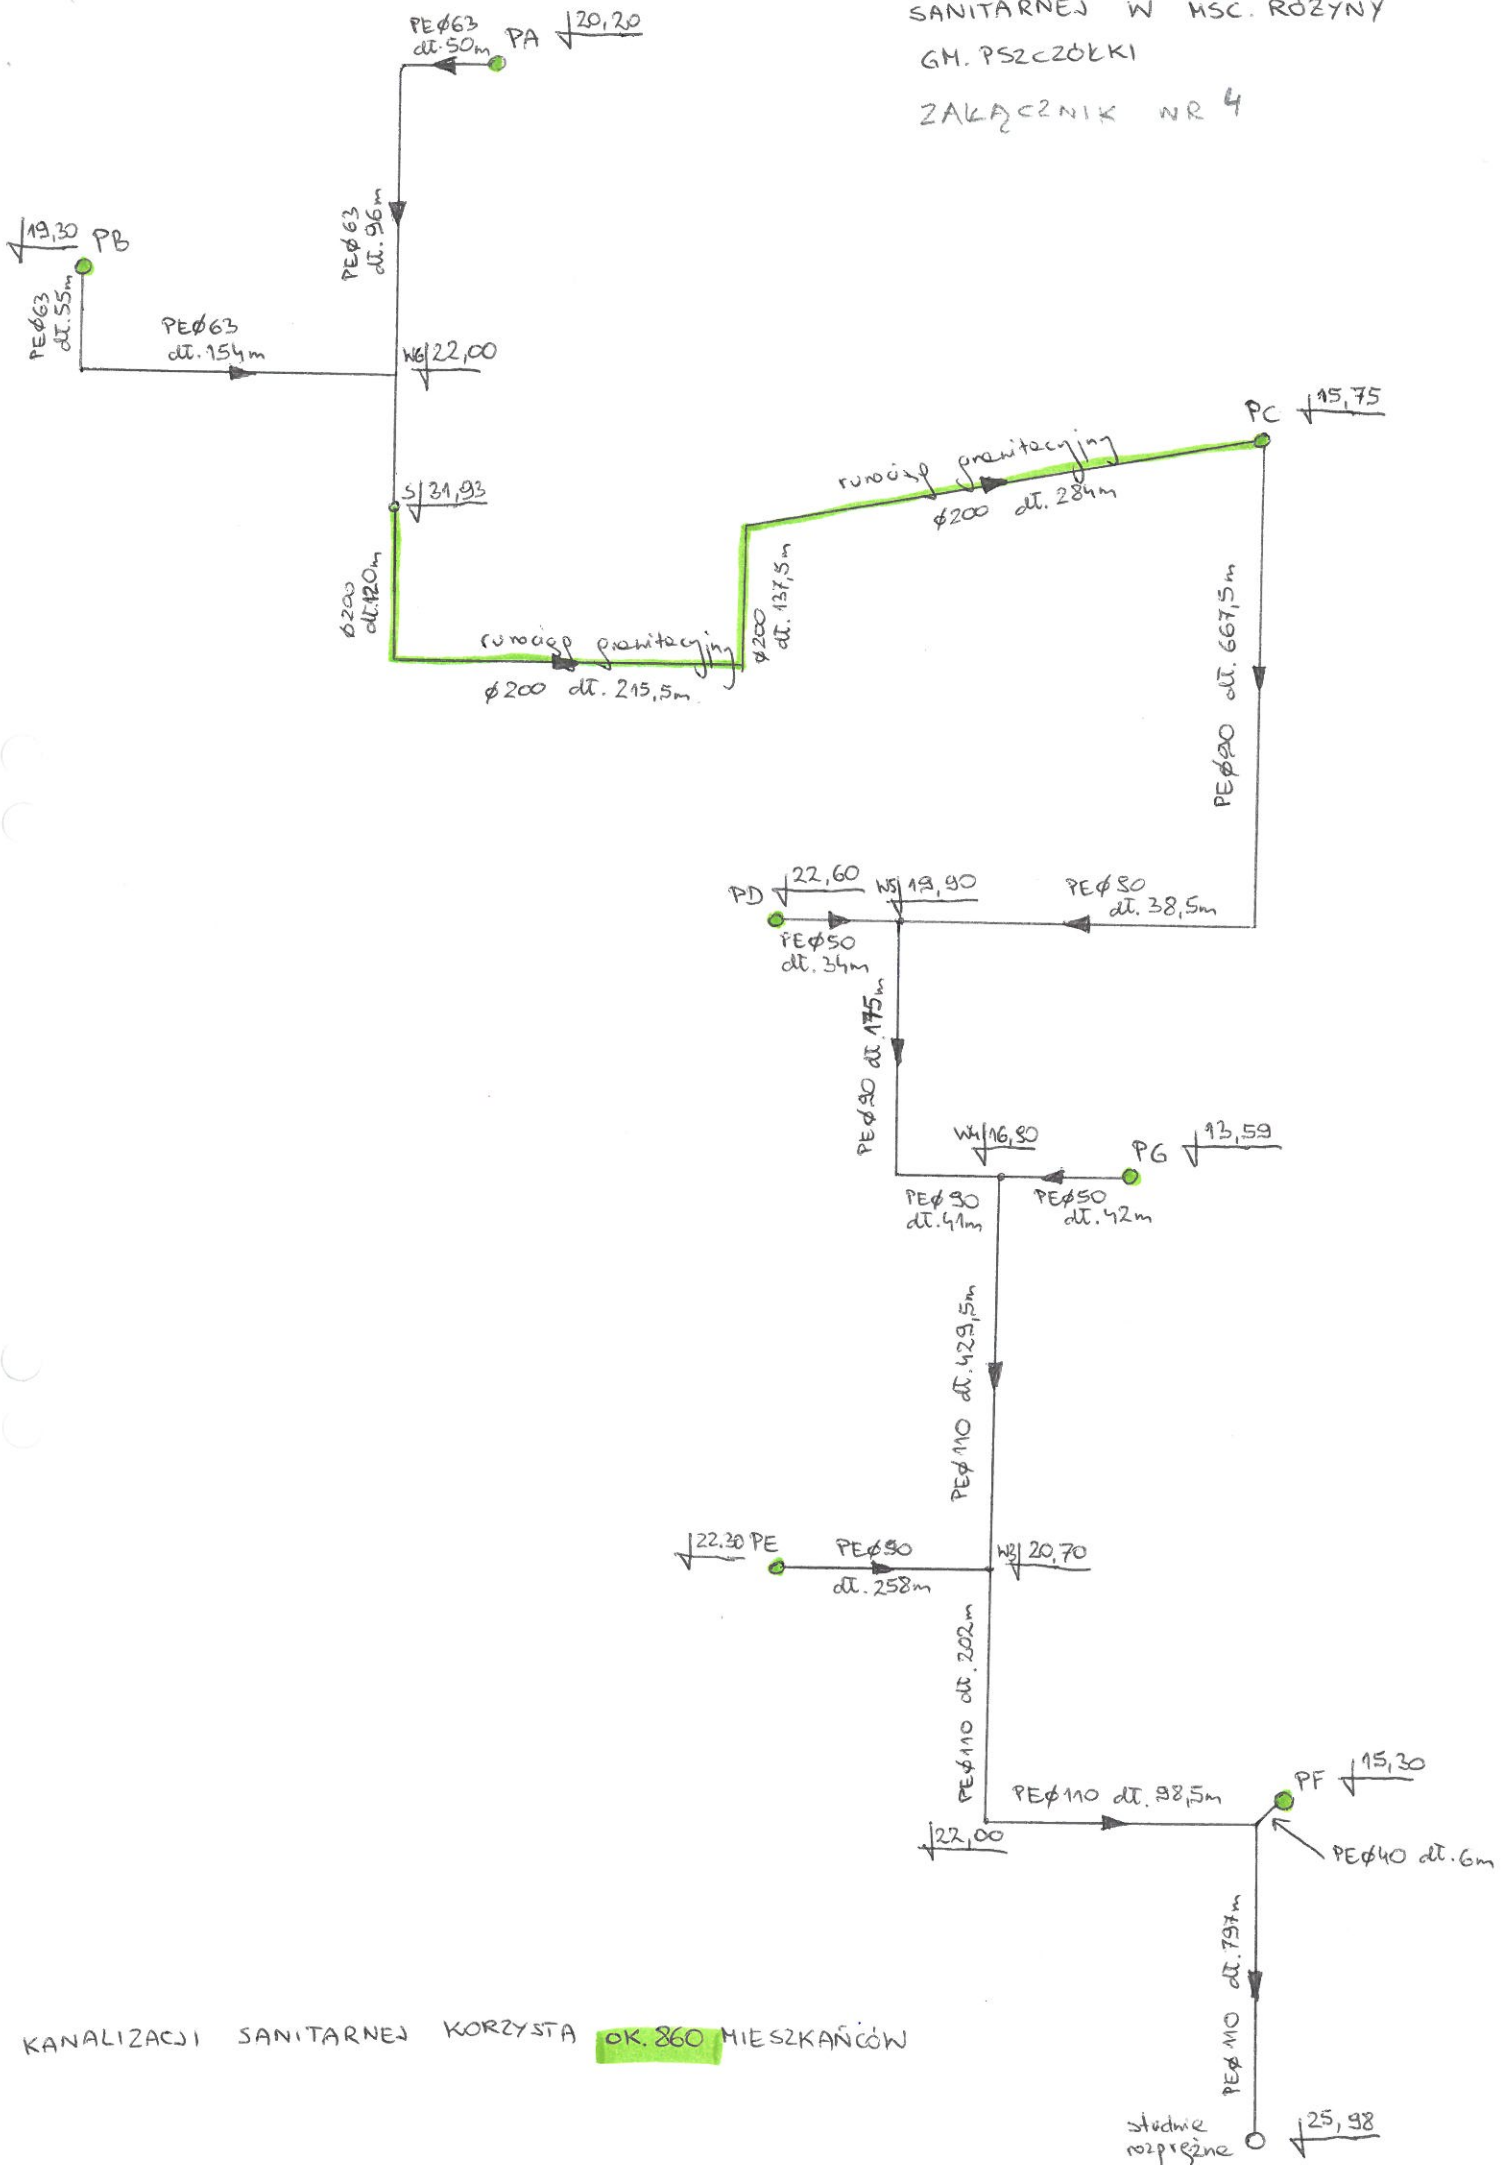 SANITARNEJ W MSC. RÓŻYNY
GM. PSZCZÓŁKI
ZAŁĄCZNIK NR 4
PEØ63
dł. 50m
PA
20,20
PEØ63
dł. 96m
19,30
PB
PEØ63
dł. 55m
PEØ63
dł. 154m
W6
22,00
S
31,93
PC
15,75
rurociąg grawitacyjny
Ø200 dł. 284m
Ø200
dł. 120m
rurociąg grawitacyjny
Ø200 dł. 215,5m
Ø200
dł. 137,5m
PEØ90 dł. 667,5m
PD
22,60
W5
19,90
PEØ90
dł. 38,5m
PEØ50
dł. 34m
PEØ90 dł. 175m
W4
16,90
PG
13,59
PEØ90
dł. 41m
PEØ50
dł. 42m
PEØ110 dł. 429,5m
22.30
PE
PEØ90
dł. 258m
W3
20,70
PEØ110 dł. 202m
PEØ110 dł. 98,5m
PF
15,30
22,00
PEØ40 dł. 6m
PEØ110 dł. 797m
KANALIZACJI SANITARNEJ KORZYSTA OK. 860 MIESZKAŃCÓW
studnie
rozprężne
25,98